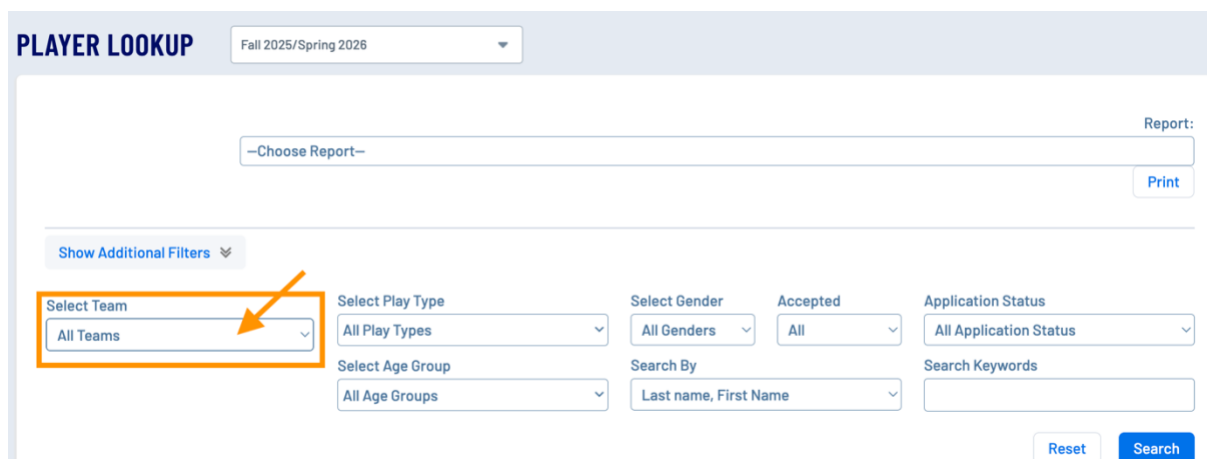 PLAYER LOOKUP
Fall 2025/Spring 2026
Report:
—Choose Report—
Print
Show Additional Filters
Select Team
All Teams
Select Play Type
All Play Types
Select Gender
All Genders
Accepted
All
Application Status
All Application Status
Select Age Group
All Age Groups
Search By
Last name, First Name
Search Keywords
Reset
Search